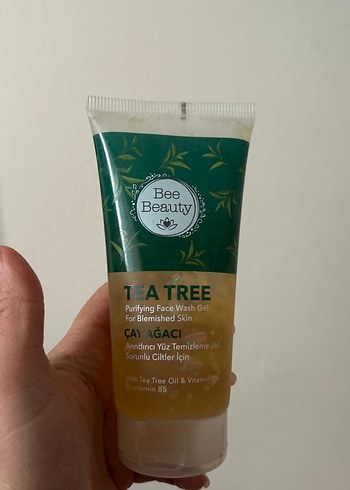 Bee
Beauty
TEA TREE
Purifying Face Wash Gel
For Blemished Skin
ÇAY AĞACI
Arındırıcı Yüz Temizleme Jeli
Sorunlu Ciltler İçin
With Tea Tree Oil & Vitamin
B5